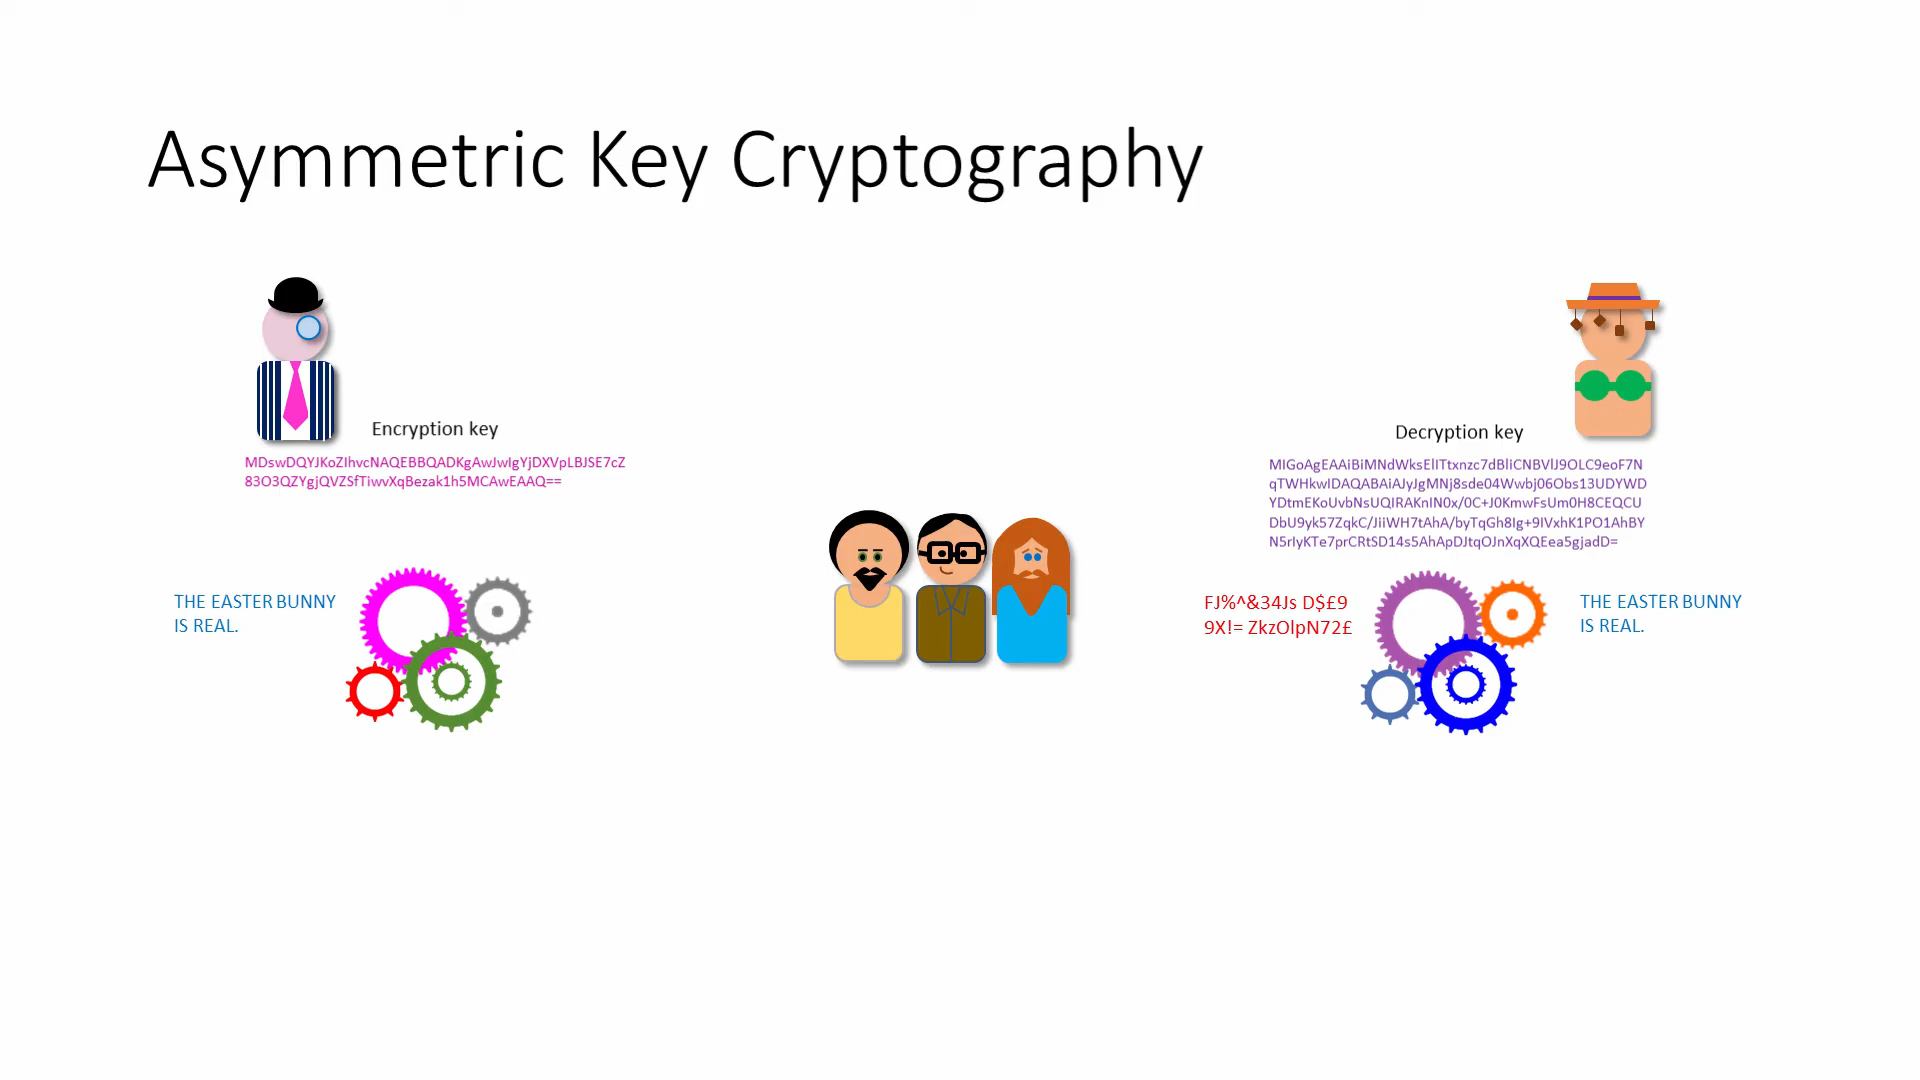 Asymmetric Key Cryptography
Encryption key
MDswDQYJKoZIhvcNAQEBBQADKgAwJwIgYjDXVpLBJSE7cZ
83O3QZYgjQVZSfTiwvXqBezak1h5MCAwEAAQ==
THE EASTER BUNNY
IS REAL.
Decryption key
MIGoAgEAAiBiMNdWksElITtxnzc7dBliCNBVlJ9OLC9eoF7N
qTWHkwIDAQABAiAJyJgMNj8sde04Wwbj06Obs13UDYWD
YDtmEKoUvbNsUQIRAKnIN0x/0C+J0KmwFsUm0H8CEQCU
DbU9yk57ZqkC/JiiWH7tAhA/byTqGh8Ig+9IVxhK1PO1AhBY
N5rIyKTe7prCRtSD14s5AhApDJtqOJnXqXQEea5gjadD=
FJ%^&34Js D$£9
9X!= ZkzOlpN72£
THE EASTER BUNNY
IS REAL.